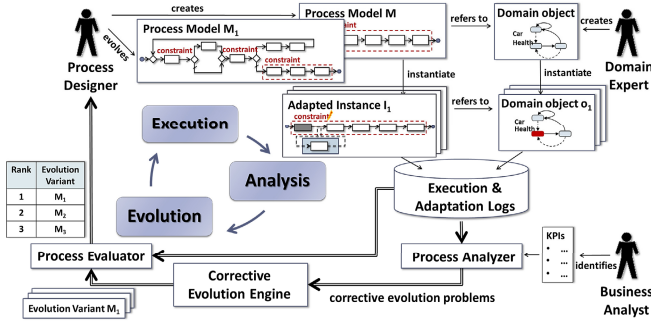 creates
Process Model M
refers to
Domain object
creates
Process Model M1
constraint
evolves
constraint
constraint
constraint
Car
Health
Process
Designer
Domain
Expert
instantiate
instantiate
Adapted Instance I1
refers to
Domain object o1
constraint
Car
Health
Execution
Analysis
Evolution
Execution &
Adaptation Logs
Rank
Evolution
Variant
1
M1
2
M2
3
M3
Process Evaluator
Process Analyzer
KPIs
• ...
• ...
• ...
identifies
Corrective
Evolution Engine
corrective evolution problems
Business
Analyst
Evolution Variant M1